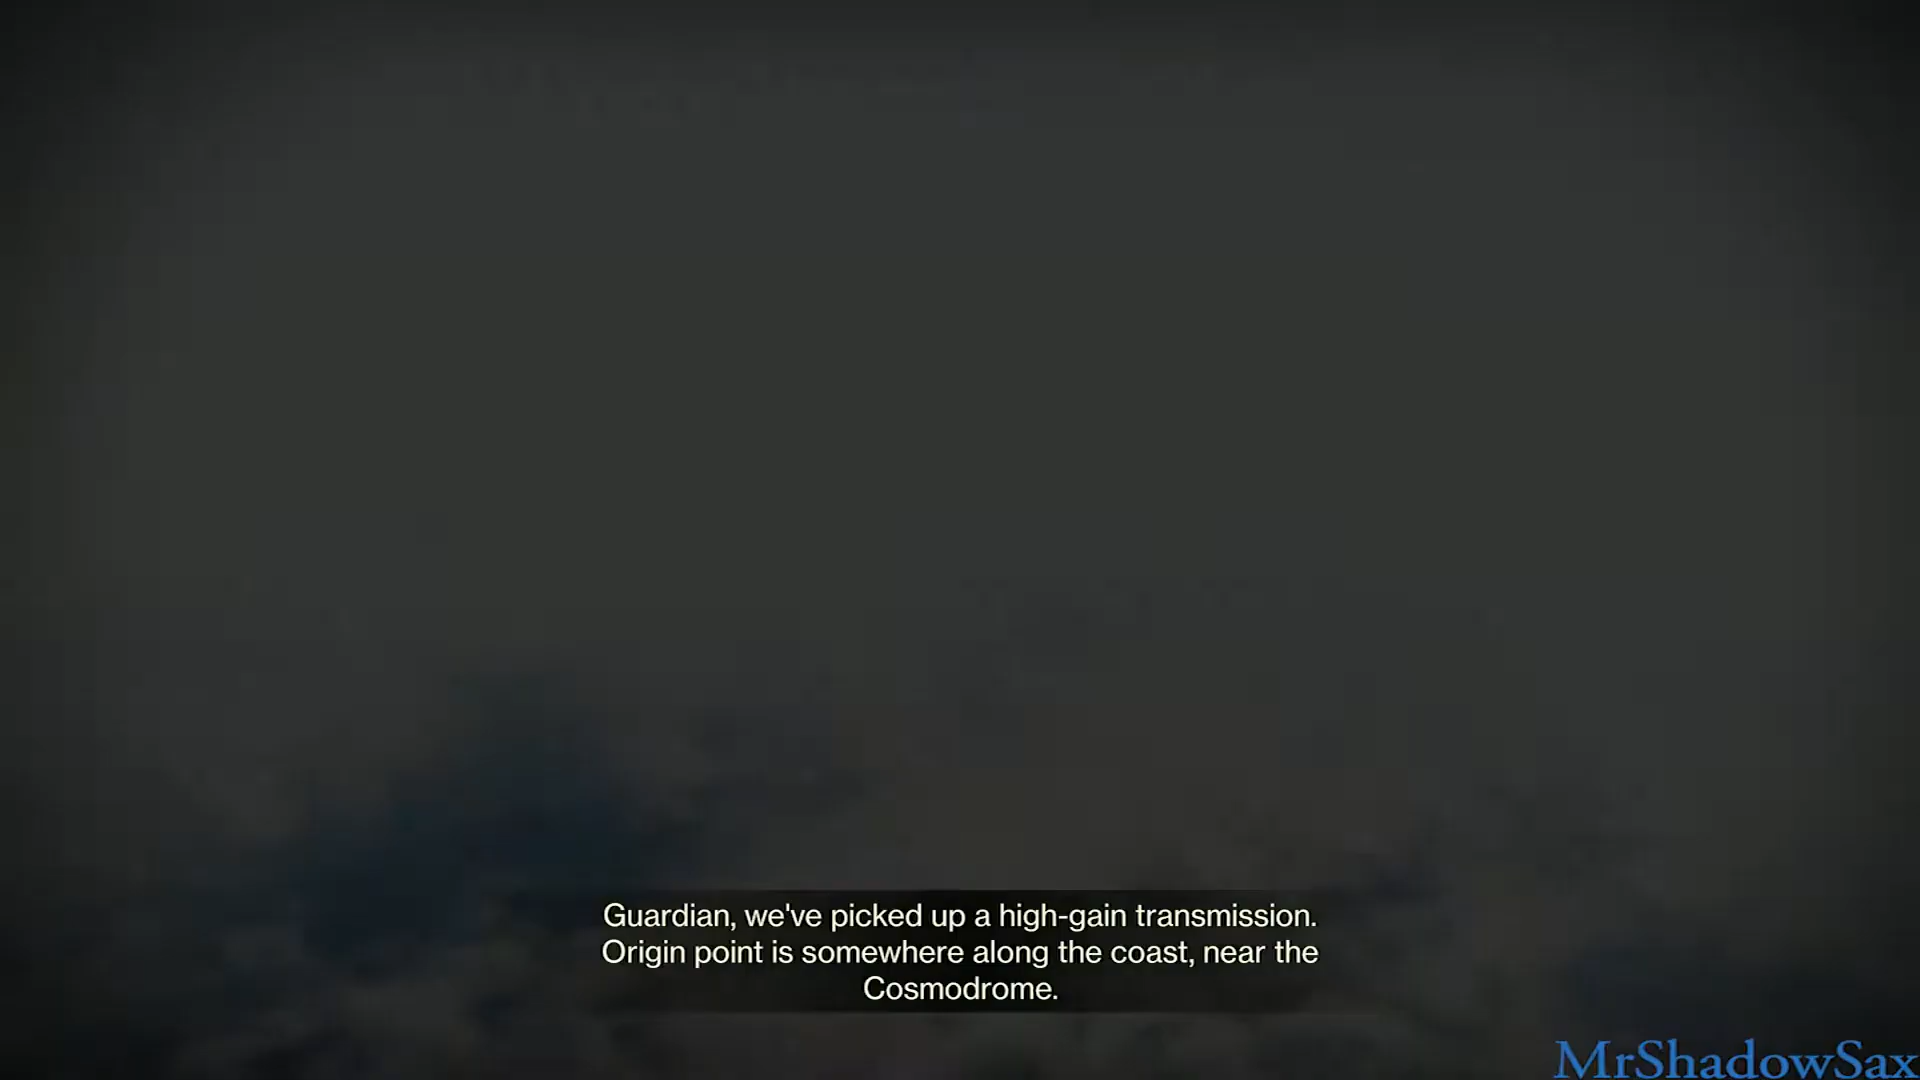 Guardian, we've picked up a high-gain transmission.
Origin point is somewhere along the coast, near the
Cosmodrome.
MrShadowSax